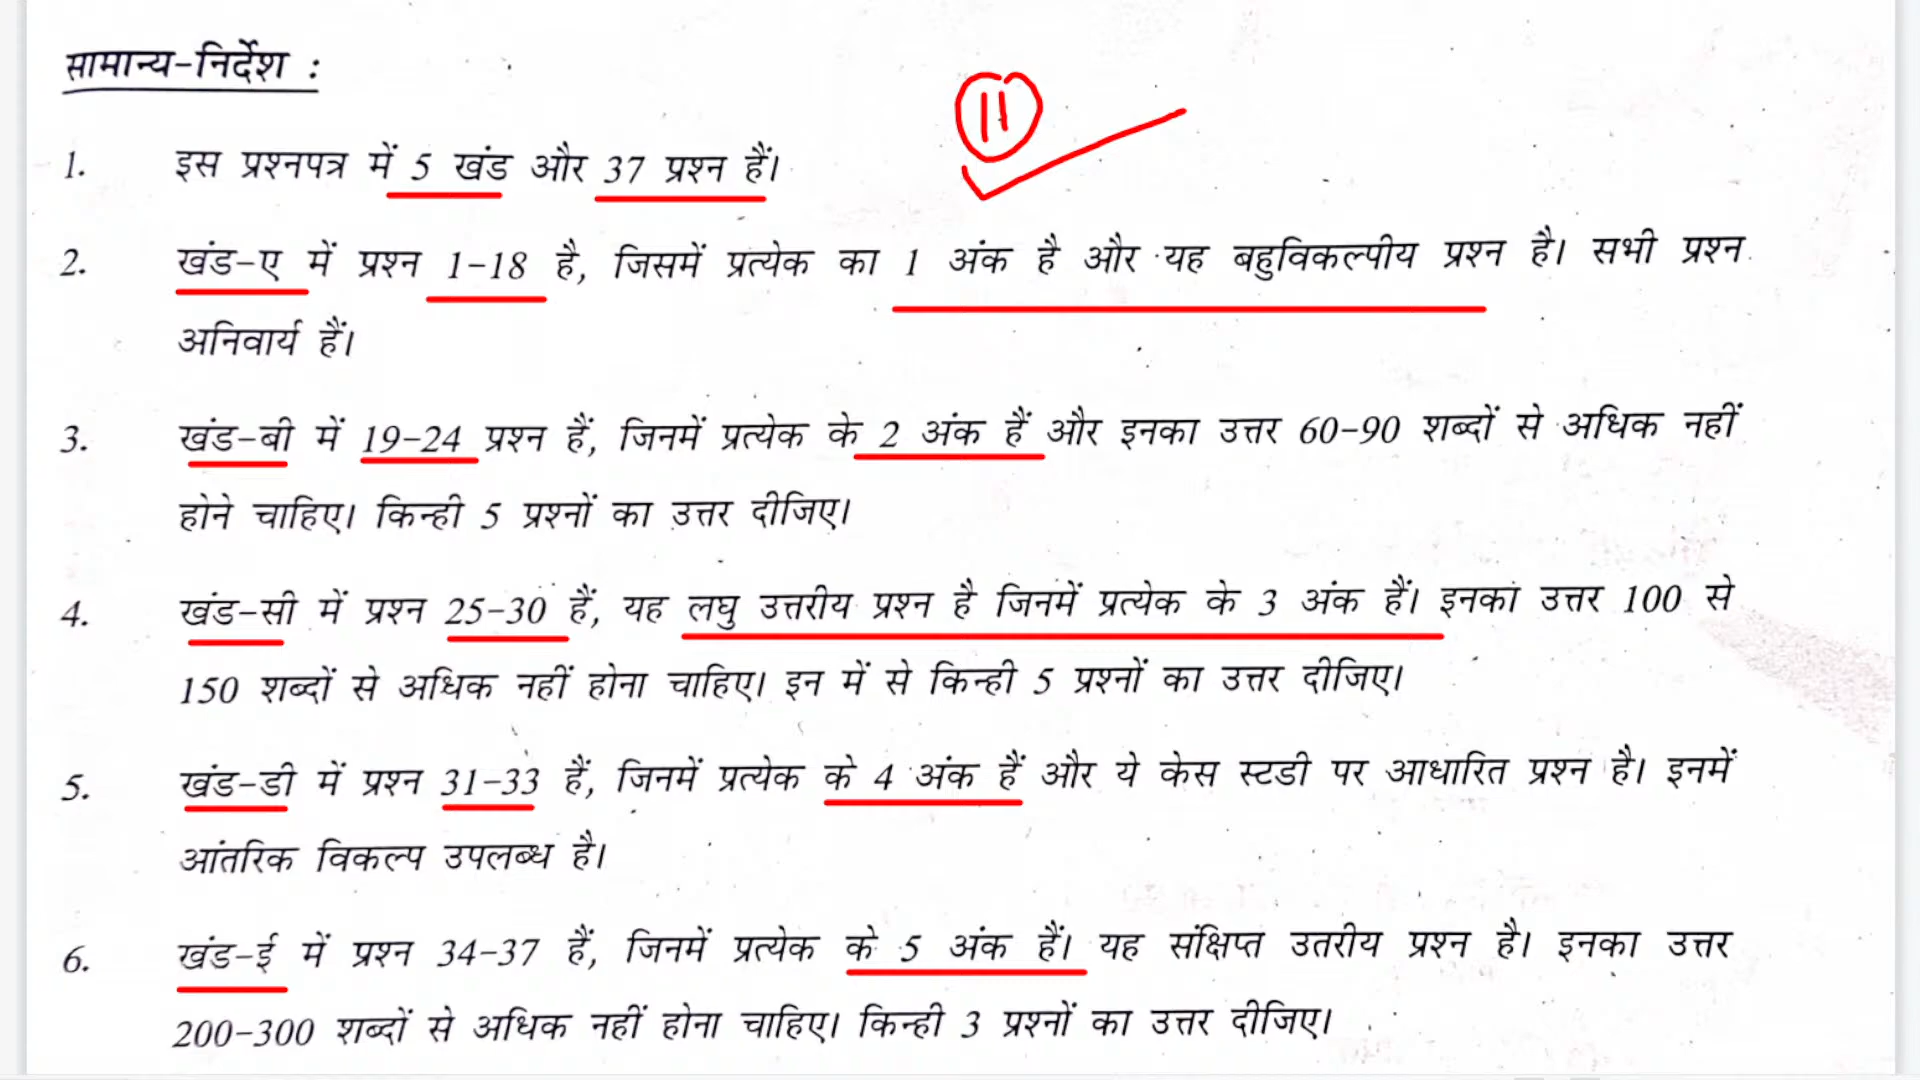 सामान्य-निर्देश :
11
1. इस प्रश्नपत्र में 5 खंड और 37 प्रश्न हैं।
2. खंड-ए में प्रश्न 1-18 है, जिसमें प्रत्येक का 1 अंक है और यह बहुविकल्पीय प्रश्न है। सभी प्रश्न
अनिवार्य हैं।
3. खंड-बी में 19-24 प्रश्न हैं, जिनमें प्रत्येक के 2 अंक हैं और इनका उत्तर 60-90 शब्दों से अधिक नहीं
होने चाहिए। किन्ही 5 प्रश्नों का उत्तर दीजिए।
4. खंड-सी में प्रश्न 25-30 हैं, यह लघु उत्तरीय प्रश्न है जिनमें प्रत्येक के 3 अंक हैं। इनका उत्तर 100 से
150 शब्दों से अधिक नहीं होना चाहिए। इन में से किन्ही 5 प्रश्नों का उत्तर दीजिए।
5. खंड-डी में प्रश्न 31-33 हैं, जिनमें प्रत्येक के 4 अंक हैं और ये केस स्टडी पर आधारित प्रश्न है। इनमें
आंतरिक विकल्प उपलब्ध है।
6. खंड-ई में प्रश्न 34-37 हैं, जिनमें प्रत्येक के 5 अंक हैं। यह संक्षिप्त उतरीय प्रश्न है। इनका उत्तर
200-300 शब्दों से अधिक नहीं होना चाहिए। किन्ही 3 प्रश्नों का उत्तर दीजिए।